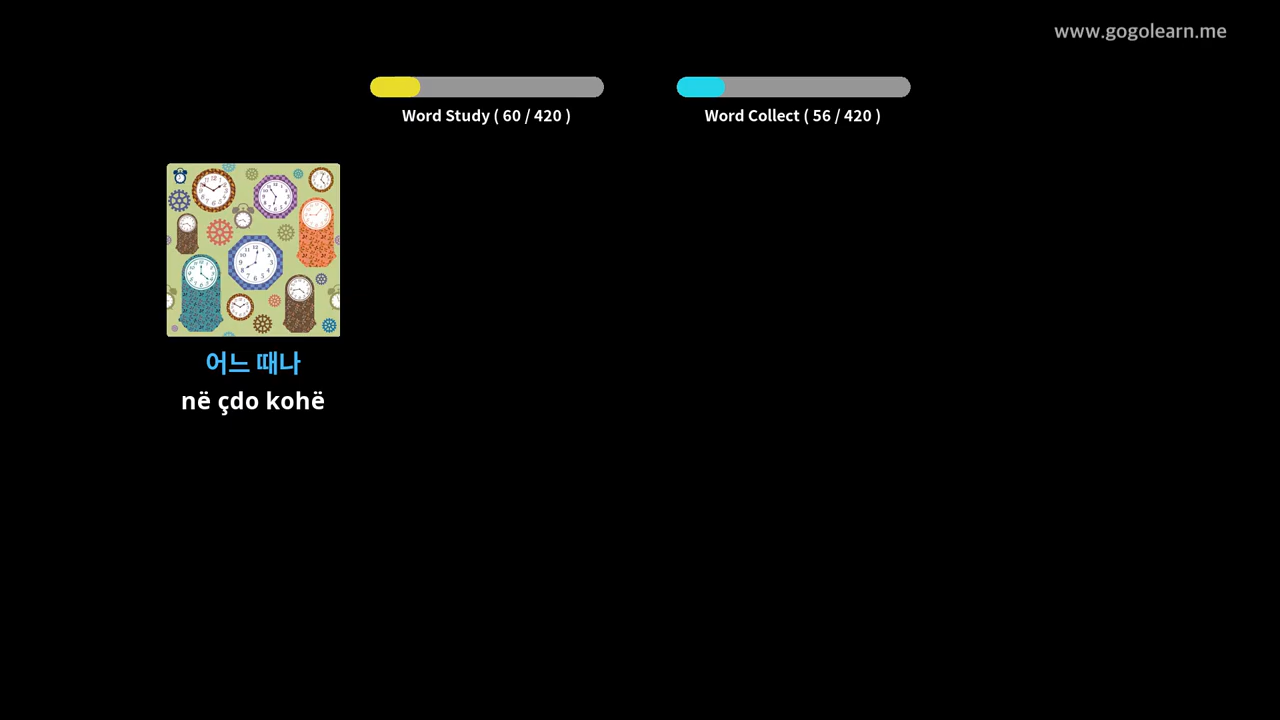 www.gogolearn.me
Word Study ( 60 / 420 )
Word Collect ( 56 / 420 )
어느 때나
në çdo kohë